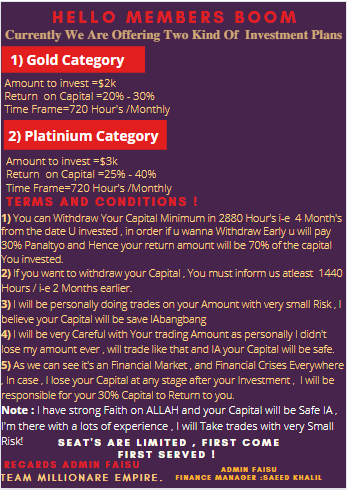 HELLO MEMBERS BOOM
Currently We Are Offering Two Kind Of Investment Plans
1) Gold Category
Amount to invest =$2k
Return on Capital =20% - 30%
Time Frame=720 Hour's /Monthly
2) Platinium Category
Amount to invest =$3k
Return on Capital =25% - 40%
Time Frame=720 Hour's /Monthly
TERMS AND CONDITIONS !
1) You can Withdraw Your Capital Minimum in 2880 Hour's i-e 4 Month's
from the date U invested , in order if u wanna Withdraw Early u will pay
30% Panaltyo and Hence your return amount will be 70% of the capital
You invested.
2) If you want to withdraw your Capital , You must inform us atleast 1440
Hours / i-e 2 Months earlier.
3) I will be personally doing trades on your Amount with very small Risk , I
believe your Capital will be save IAbangbang
4) I will be very Careful with Your trading Amount as personally I didn't
lose my amount ever , will trade like that and IA your Capital will be safe.
5) As we can see it's an Financial Market , and Financial Crises Everywhere
, In case , I lose your Capital at any stage after your Investment , I will be
responsible for your 30% Capital to Return to you.
Note : I have strong Faith on ALLAH and your Capital will be Safe IA ,
I'm there with a lots of experience , I will Take trades with very Small
Risk!
SEAT'S ARE LIMITED , FIRST COME
FIRST SERVED !
REGARDS ADMIN FAISU
TEAM MILLIONARE EMPIRE.
ADMIN FAISU
FINANCE MANAGER :SAEED KHALIL